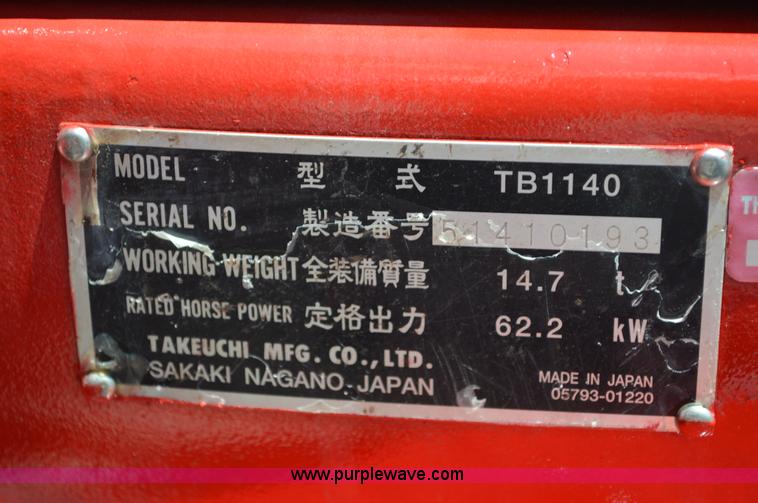 MODEL 型式 TB1140
SERIAL NO. 製造番号 51410193
WORKING WEIGHT 全装備質量 14.7 t
RATED HORSE POWER 定格出力 62.2 kW
TAKEUCHI MFG. CO.,LTD.
SAKAKI NAGANO JAPAN
MADE IN JAPAN
05793-01220
TH
www.purplewave.com